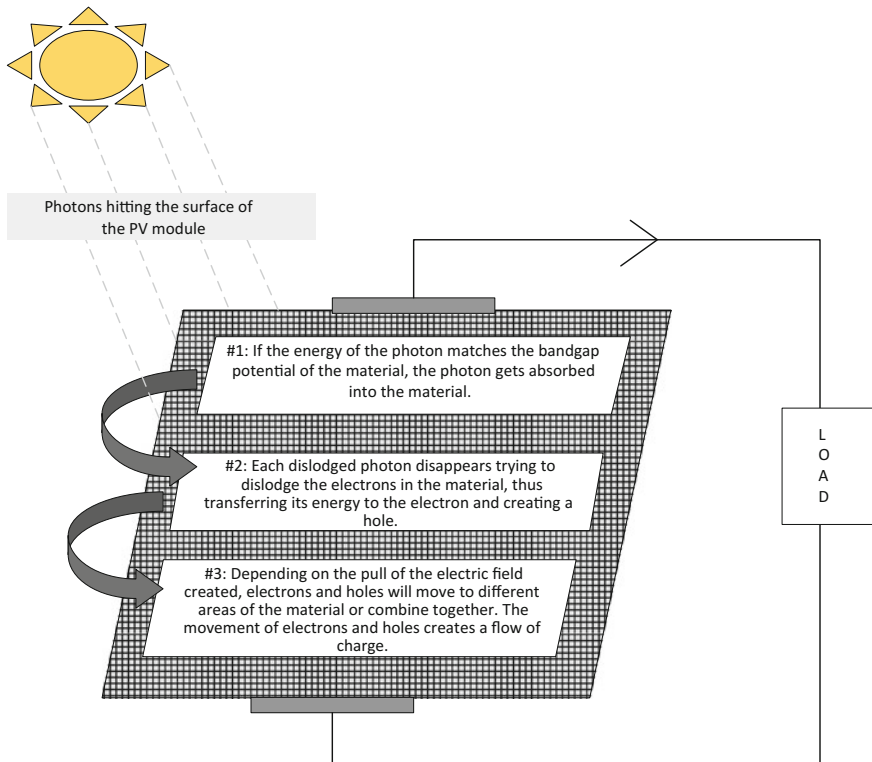 Photons hitting the surface of
the PV module
#1: If the energy of the photon matches the bandgap
potential of the material, the photon gets absorbed
into the material.
#2: Each dislodged photon disappears trying to
dislodge the electrons in the material, thus
transferring its energy to the electron and creating a
hole.
#3: Depending on the pull of the electric field
created, electrons and holes will move to different
areas of the material or combine together. The
movement of electrons and holes creates a flow of
charge.
L
O
A
D